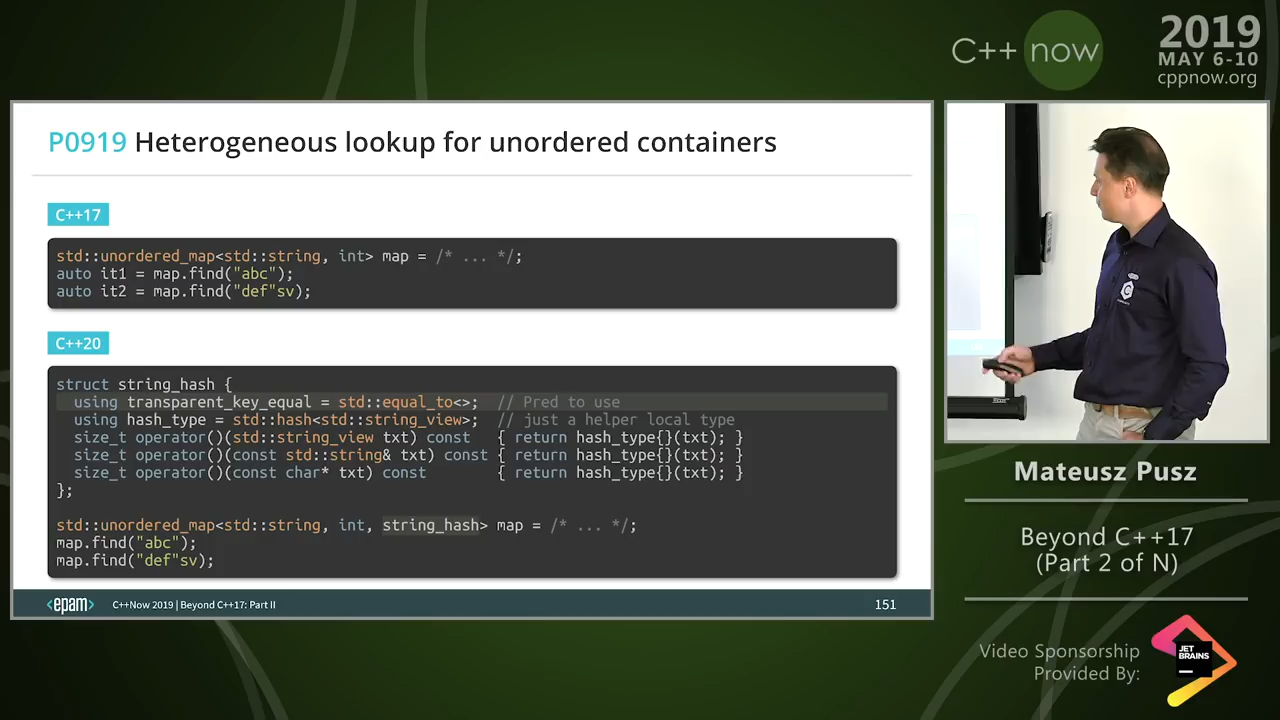 C++ now
2019
MAY 6-10
cppnow.org
P0919 Heterogeneous lookup for unordered containers
C++17
std::unordered_map<std::string, int> map = /* ... */;
auto it1 = map.find("abc");
auto it2 = map.find("def"sv);
C++20
struct string_hash {
using transparent_key_equal = std::equal_to<>; // Pred to use
using hash_type = std::hash<std::string_view>; // just a helper local type
size_t operator()(std::string_view txt) const { return hash_type{}(txt); }
size_t operator()(const std::string& txt) const { return hash_type{}(txt); }
size_t operator()(const char* txt) const { return hash_type{}(txt); }
};
std::unordered_map<std::string, int, string_hash> map = /* ... */;
map.find("abc");
map.find("def"sv);
<epam>
C++Now 2019 | Beyond C++17: Part II
151
Mateusz Pusz
Beyond C++17
(Part 2 of N)
Video Sponsorship
Provided By:
JET
BRAINS